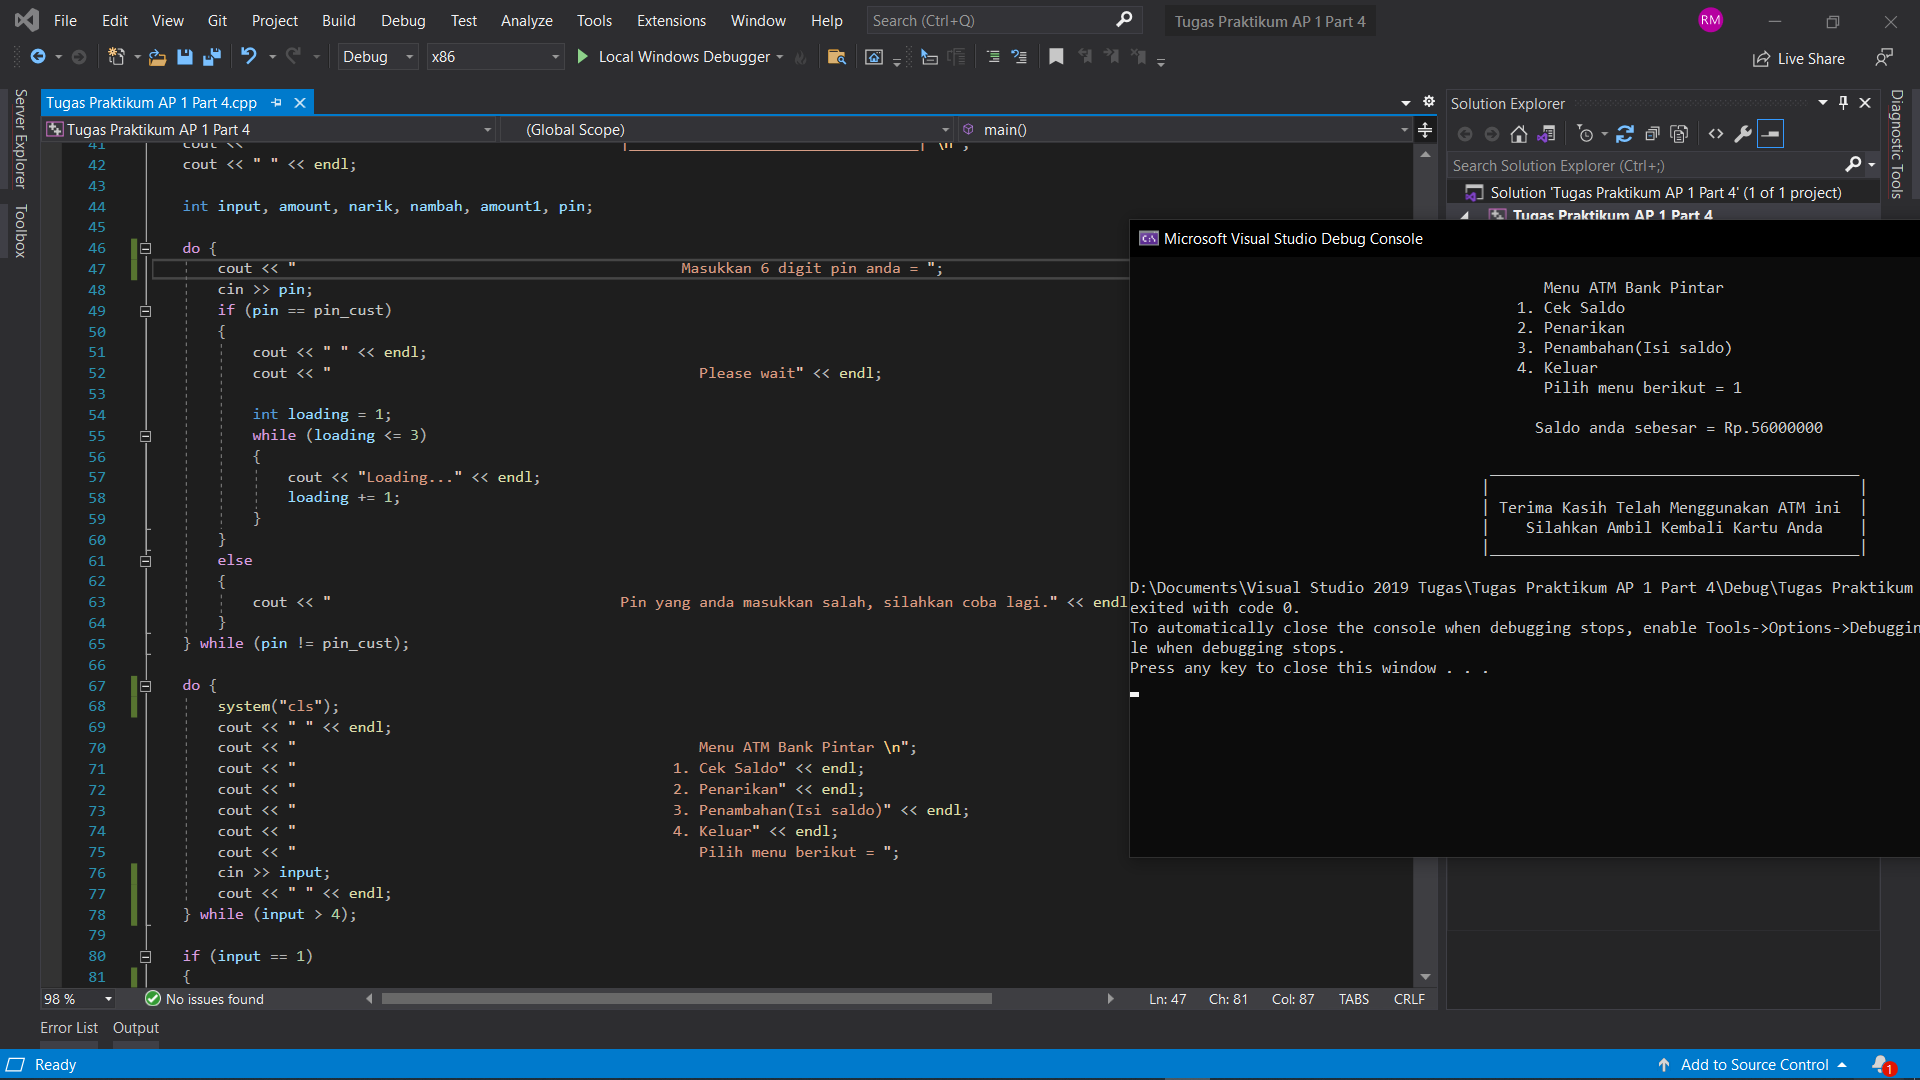 File Edit View Git Project Build Debug Test Analyze Tools Extensions Window Help Search (Ctrl+Q) Tugas Praktikum AP 1 Part 4 RM
Debug x86 Local Windows Debugger Live Share
Server Explorer
Toolbox
Tugas Praktikum AP 1 Part 4.cpp
Tugas Praktikum AP 1 Part 4 (Global Scope) main()
41 cout << " |_________________________________| \n";
42 cout << " " << endl;
43
44 int input, amount, narik, nambah, amount1, pin;
45
46 do {
47 cout << " Masukkan 6 digit pin anda = ";
48 cin >> pin;
49 if (pin == pin_cust)
50 {
51 cout << " " << endl;
52 cout << " Please wait" << endl;
53
54 int loading = 1;
55 while (loading <= 3)
56 {
57 cout << "Loading..." << endl;
58 loading += 1;
59 }
60 }
61 else
62 {
63 cout << " Pin yang anda masukkan salah, silahkan coba lagi." << endl
64 }
65 } while (pin != pin_cust);
66
67 do {
68 system("cls");
69 cout << " " << endl;
70 cout << " Menu ATM Bank Pintar \n";
71 cout << " 1. Cek Saldo" << endl;
72 cout << " 2. Penarikan" << endl;
73 cout << " 3. Penambahan(Isi saldo)" << endl;
74 cout << " 4. Keluar" << endl;
75 cout << " Pilih menu berikut = ";
76 cin >> input;
77 cout << " " << endl;
78 } while (input > 4);
79
80 if (input == 1)
81 {
98 % No issues found Ln: 47 Ch: 81 Col: 87 TABS CRLF
Error List Output
Ready Add to Source Control 1
Solution Explorer
Search Solution Explorer (Ctrl+;)
Solution 'Tugas Praktikum AP 1 Part 4' (1 of 1 project)
Tugas Praktikum AP 1 Part 4
Diagnostic Tools
Microsoft Visual Studio Debug Console
Menu ATM Bank Pintar
1. Cek Saldo
2. Penarikan
3. Penambahan(Isi saldo)
4. Keluar
Pilih menu berikut = 1
Saldo anda sebesar = Rp.56000000
Terima Kasih Telah Menggunakan ATM ini
Silahkan Ambil Kembali Kartu Anda
D:\Documents\Visual Studio 2019 Tugas\Tugas Praktikum AP 1 Part 4\Debug\Tugas Praktikum
exited with code 0.
To automatically close the console when debugging stops, enable Tools->Options->Debuggin
le when debugging stops.
Press any key to close this window . . .